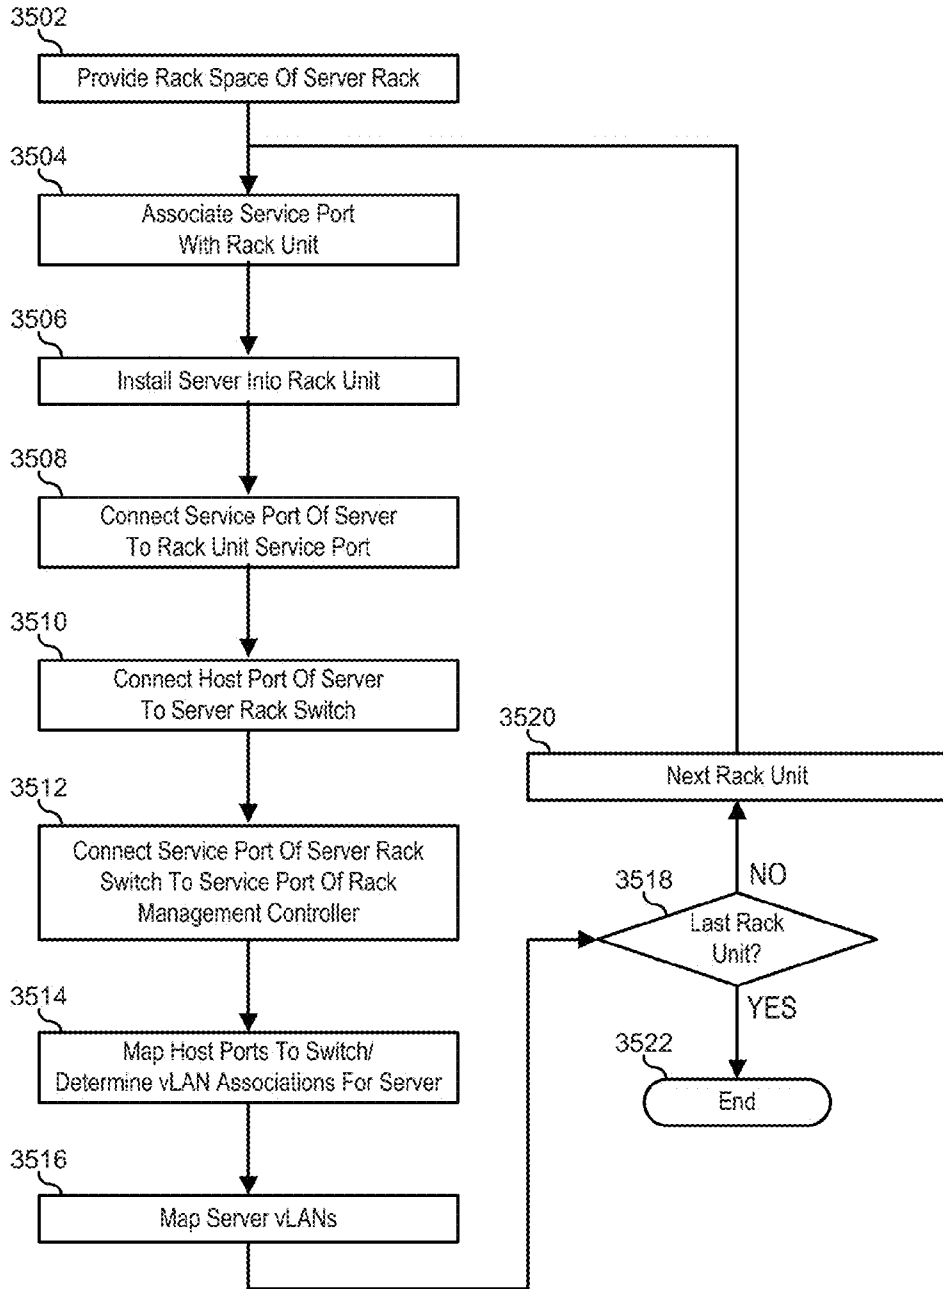 3502
Provide Rack Space Of Server Rack
3504
Associate Service Port
With Rack Unit
3506
Install Server Into Rack Unit
3508
Connect Service Port Of Server
To Rack Unit Service Port
3510
Connect Host Port Of Server
To Server Rack Switch
3512
Connect Service Port Of Server Rack
Switch To Service Port Of Rack
Management Controller
3514
Map Host Ports To Switch/
Determine vLAN Associations For Server
3516
Map Server vLANs
3518
Last Rack
Unit?
NO
3520
Next Rack Unit
YES
3522
End